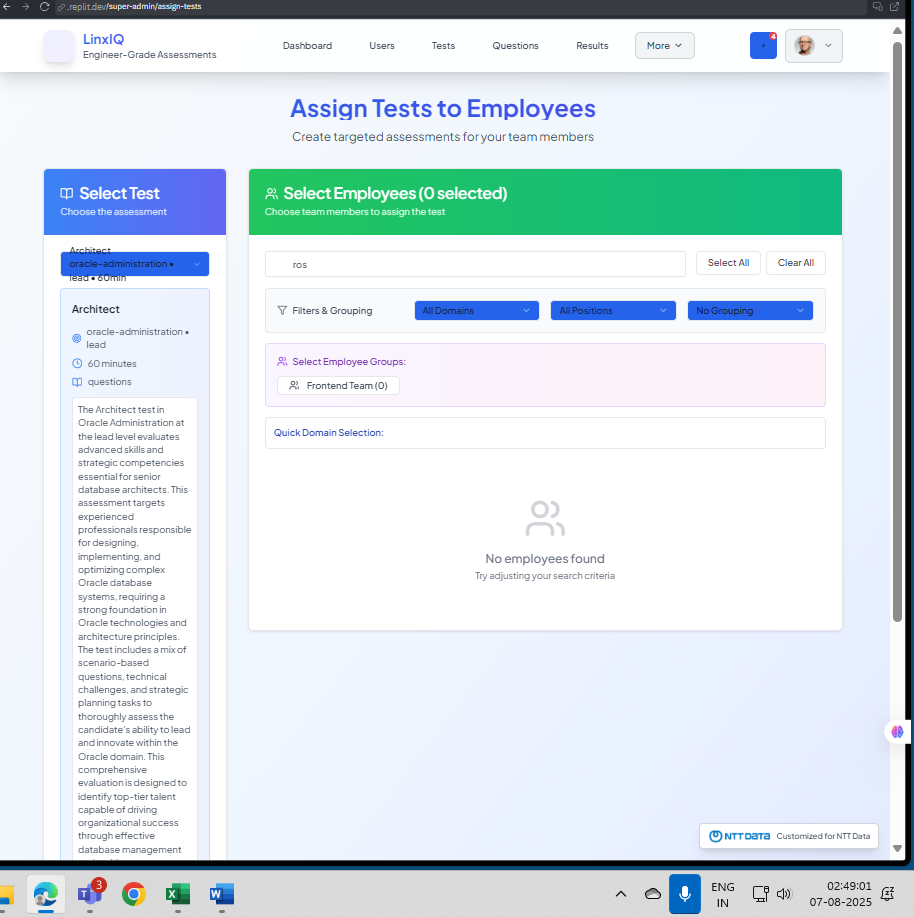 .replit.dev/super-admin/assign-tests
LinxIQ
Engineer-Grade Assessments
Dashboard
Users
Tests
Questions
Results
More
4
Assign Tests to Employees
Create targeted assessments for your team members
Select Test
Choose the assessment
Architect
oracle-administration •
lead • 60min
Architect
oracle-administration •
lead
60 minutes
questions
The Architect test in
Oracle Administration at
the lead level evaluates
advanced skills and
strategic competencies
essential for senior
database architects. This
assessment targets
experienced
professionals responsible
for designing,
implementing, and
optimizing complex
Oracle database
systems, requiring a
strong foundation in
Oracle technologies and
architecture principles.
The test includes a mix of
scenario-based
questions, technical
challenges, and strategic
planning tasks to
thoroughly assess the
candidate's ability to lead
and innovate within the
Oracle domain. This
comprehensive
evaluation is designed to
identify top-tier talent
capable of driving
organizational success
through effective
database management
Select Employees (0 selected)
Choose team members to assign the test
ros
Select All
Clear All
Filters & Grouping
All Domains
All Positions
No Grouping
Select Employee Groups:
Frontend Team (0)
Quick Domain Selection:
No employees found
Try adjusting your search criteria
NTT DATA
Customized for NTT Data
3
ENG
IN
02:49:01
07-08-2025